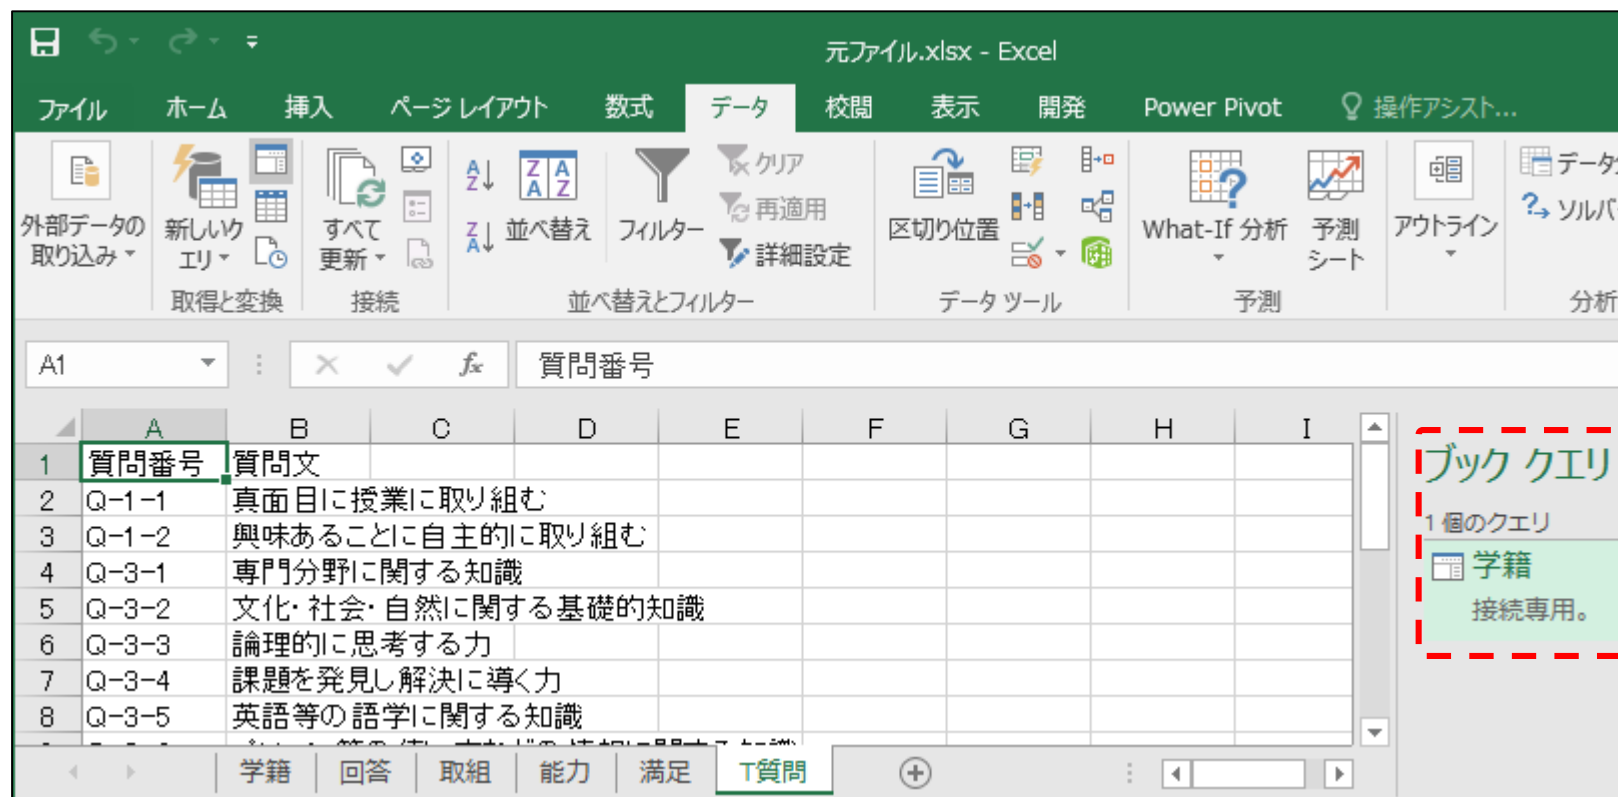 元ファイル.xlsx - Excel
ファイル ホーム 挿入 ページ レイアウト 数式 データ 校閲 表示 開発 Power Pivot 操作アシスト...
外部データの取り込み
新しいクエリ
すべて更新
並べ替え
フィルター
クリア
再適用
詳細設定
区切り位置
What-If 分析
予測シート
アウトライン
取得と変換 接続 並べ替えとフィルター データ ツール 予測 分析
A1 fx 質問番号
A B C D E F G H I
1 質問番号 質問文
2 Q-1-1 真面目に授業に取り組む
3 Q-1-2 興味あることに自主的に取り組む
4 Q-3-1 専門分野に関する知識
5 Q-3-2 文化・社会・自然に関する基礎的知識
6 Q-3-3 論理的に思考する力
7 Q-3-4 課題を発見し解決に導く力
8 Q-3-5 英語等の語学に関する知識
学籍 回答 取組 能力 満足 T質問
ブック クエリ
1 個のクエリ
学籍
接続専用。